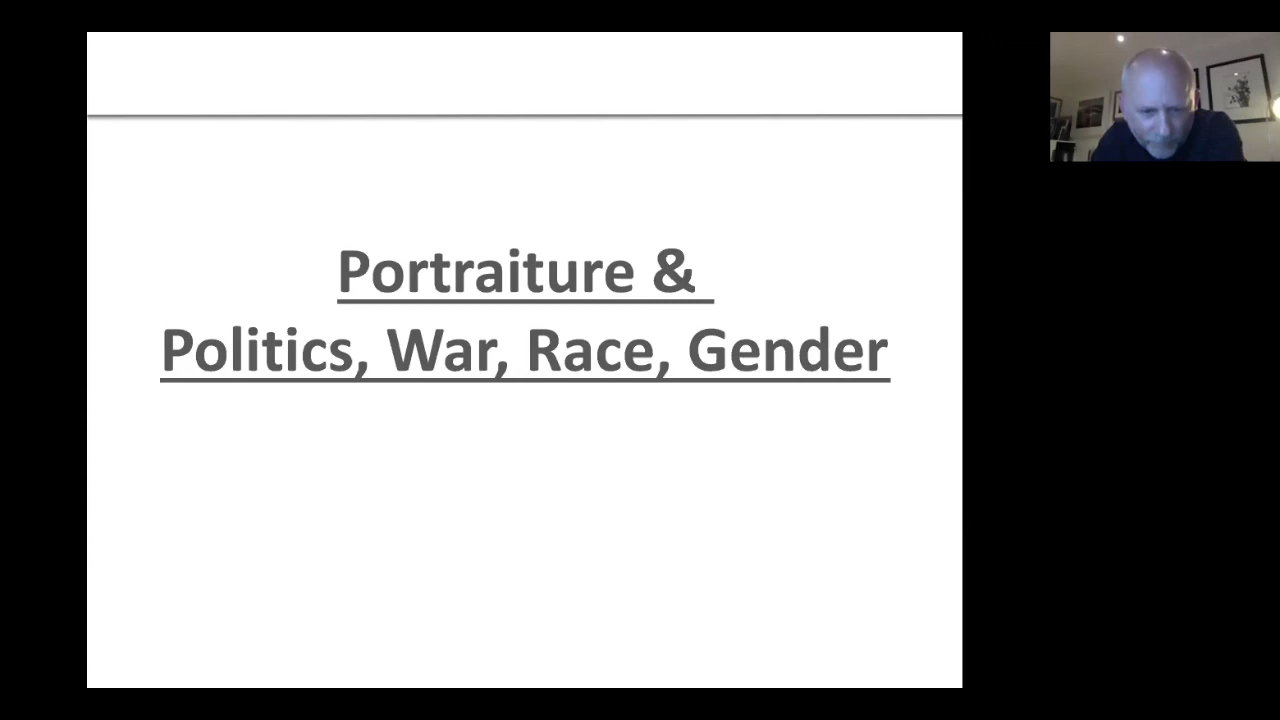 Portraiture &
Politics, War, Race, Gender